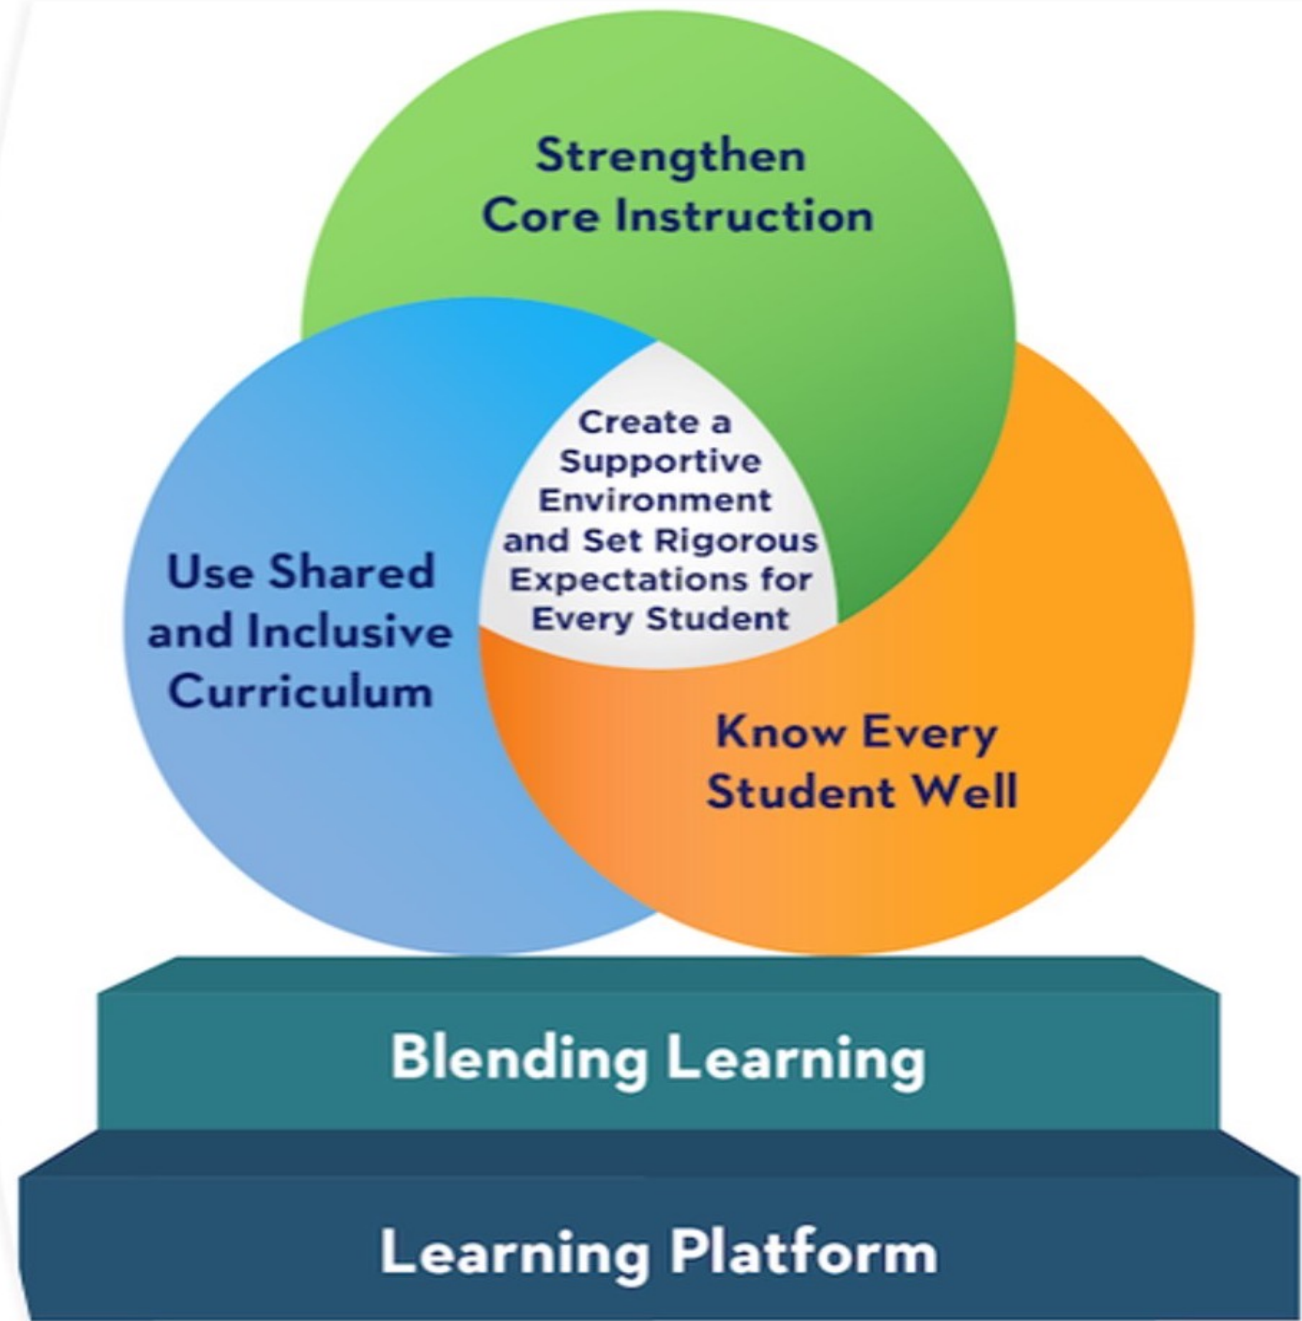 Strengthen
Core Instruction
Create a
Supportive
Environment
and Set Rigorous
Expectations for
Every Student
Use Shared
and Inclusive
Curriculum
Know Every
Student Well
Blending Learning
Learning Platform